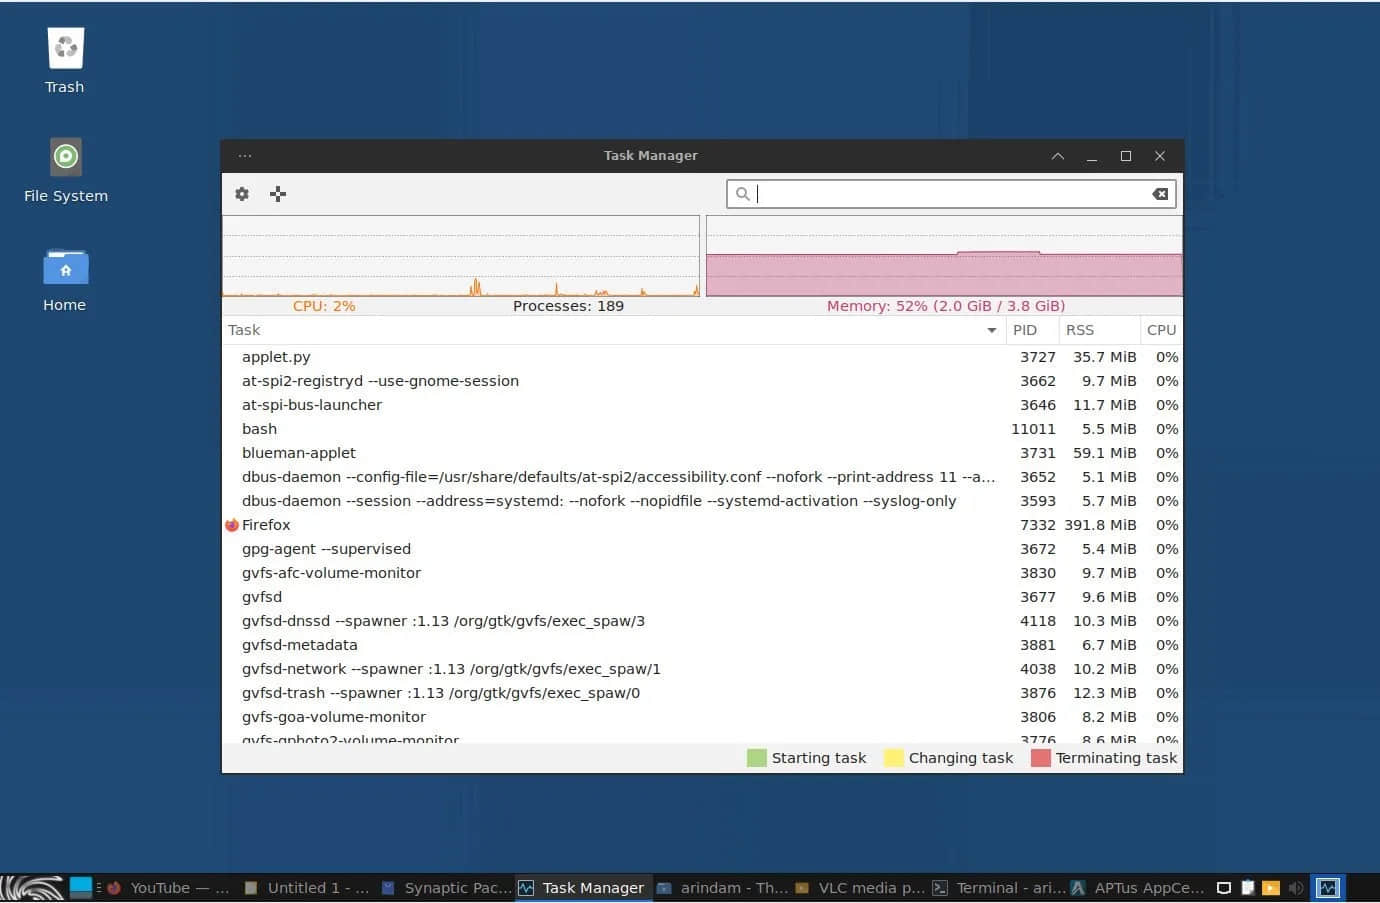 Trash
File System
Home
Task Manager
CPU: 2% Processes: 189 Memory: 52% (2.0 GiB / 3.8 GiB)
Task PID RSS CPU
applet.py 3727 35.7 MiB 0%
at-spi2-registryd --use-gnome-session 3662 9.7 MiB 0%
at-spi-bus-launcher 3646 11.7 MiB 0%
bash 11011 5.5 MiB 0%
blueman-applet 3731 59.1 MiB 0%
dbus-daemon --config-file=/usr/share/defaults/at-spi2/accessibility.conf --nofork --print-address 11 --a... 3652 5.1 MiB 0%
dbus-daemon --session --address=systemd: --nofork --nopidfile --systemd-activation --syslog-only 3593 5.7 MiB 0%
Firefox 7332 391.8 MiB 0%
gpg-agent --supervised 3672 5.4 MiB 0%
gvfs-afc-volume-monitor 3830 9.7 MiB 0%
gvfsd 3677 9.6 MiB 0%
gvfsd-dnssd --spawner :1.13 /org/gtk/gvfs/exec_spaw/3 4118 10.3 MiB 0%
gvfsd-metadata 3881 6.7 MiB 0%
gvfsd-network --spawner :1.13 /org/gtk/gvfs/exec_spaw/1 4038 10.2 MiB 0%
gvfsd-trash --spawner :1.13 /org/gtk/gvfs/exec_spaw/0 3876 12.3 MiB 0%
gvfs-goa-volume-monitor 3806 8.2 MiB 0%
gvfs-gphoto2-volume-monitor 3776 8.6 MiB 0%
Starting task Changing task Terminating task
YouTube — ... Untitled 1 - ... Synaptic Pac... Task Manager arindam - Th... VLC media p... Terminal - ari... APTus AppCe...